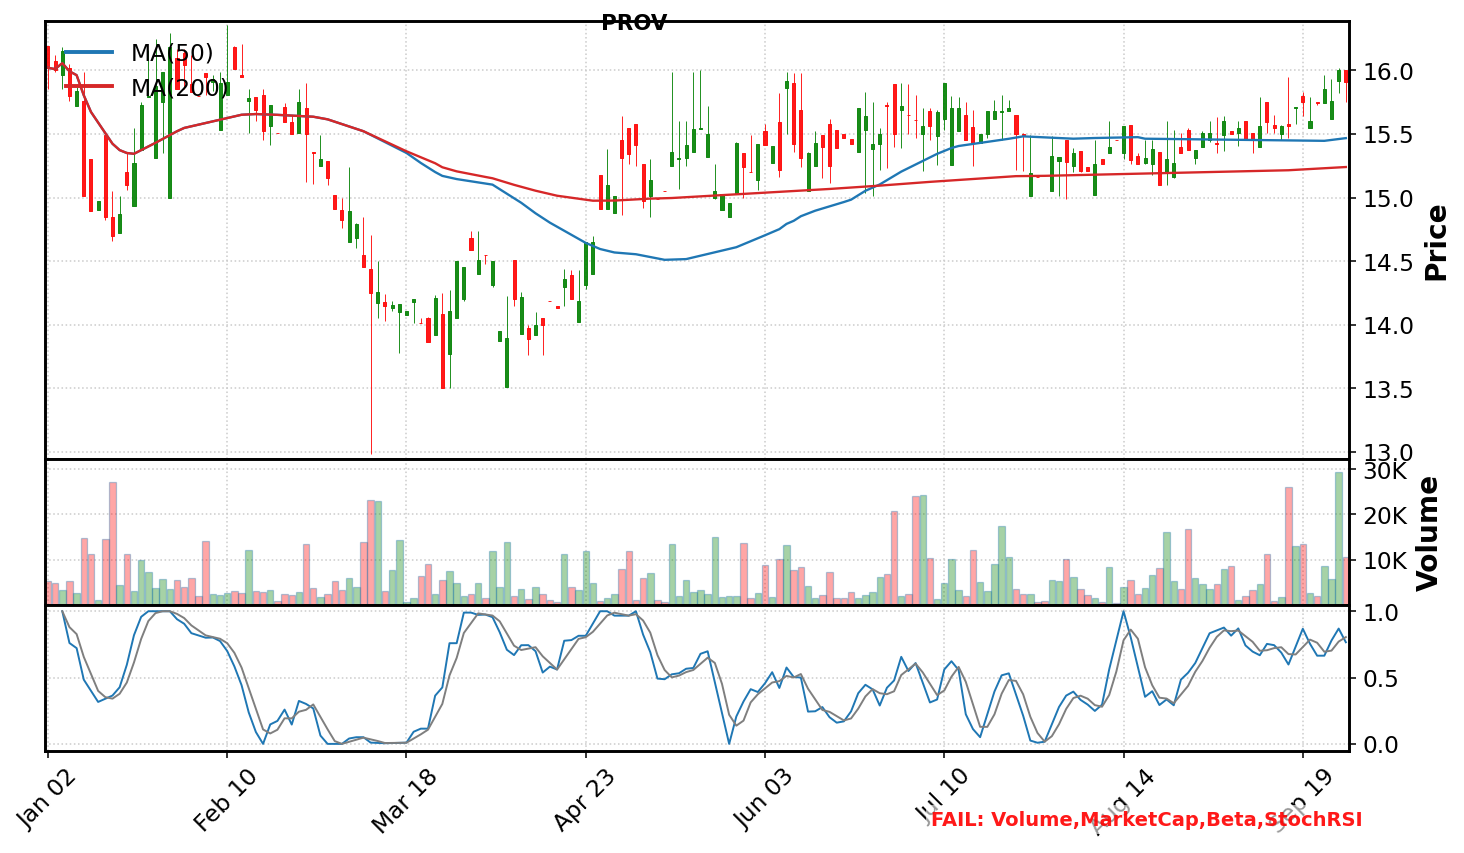 PROV
MA(50)
MA(200)
16.0
15.5
15.0
14.5
14.0
13.5
13.0
Price
30K
20K
10K
Volume
1.0
0.5
0.0
Jan 02
Feb 10
Mar 18
Apr 23
Jun 03
Jul 10
Aug 14
Sep 19
FAIL: Volume,MarketCap,Beta,StochRSI